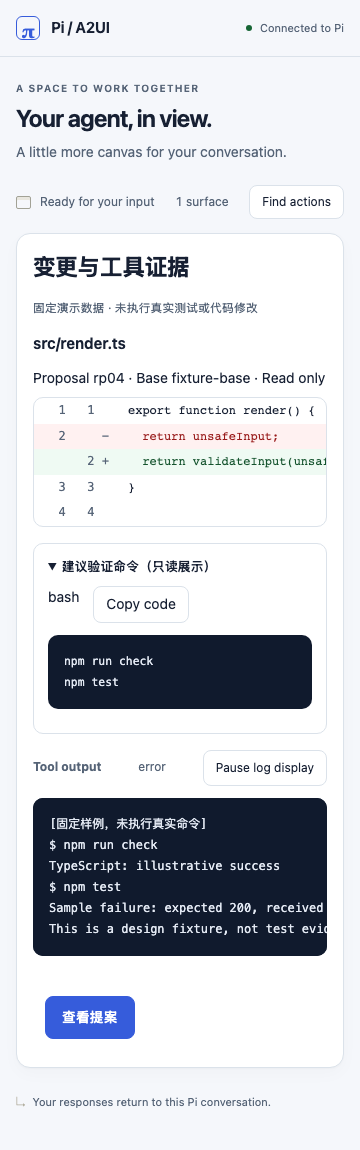 π Pi / A2UI
Connected to Pi
A SPACE TO WORK TOGETHER
Your agent, in view.
A little more canvas for your conversation.
Ready for your input
1 surface
Find actions
变更与工具证据
固定演示数据 · 未执行真实测试或代码修改
src/render.ts
Proposal rp04 · Base fixture-base · Read only
1 1 export function render() {
2 − return unsafeInput;
2 + return validateInput(unsaf
3 3 }
4 4
▼ 建议验证命令（只读展示）
bash
Copy code
npm run check
npm test
Tool output
error
Pause log display
[固定样例，未执行真实命令]
$ npm run check
TypeScript: illustrative success
$ npm test
Sample failure: expected 200, received
This is a design fixture, not test evid
查看提案
Your responses return to this Pi conversation.